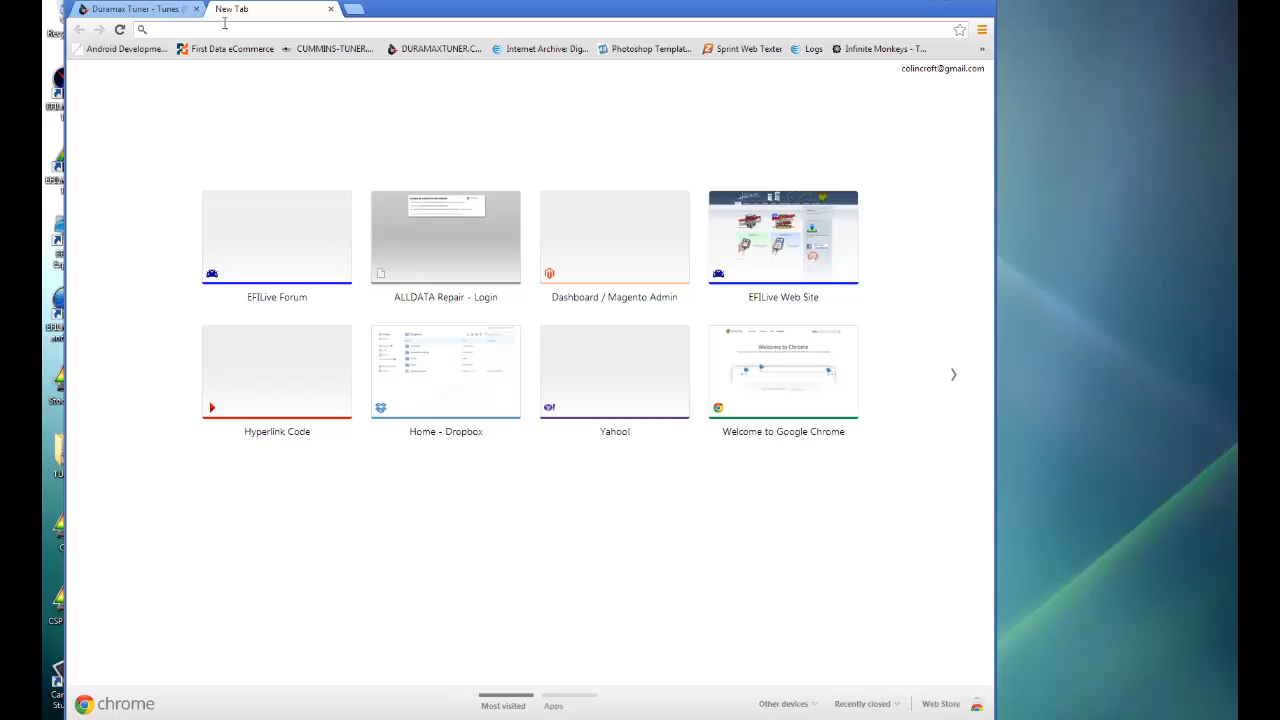 Duramax Tuner - Tunes (
New Tab
Android Developme...
First Data eCommerce
CUMMINS-TUNER....
DURAMAXTUNER.C...
Internet Archive: Dig...
Photoshop Templat...
Sprint Web Texter
Logs
Infinite Monkeys - T...
»
colincroft@gmail.com
EFILive Forum
ALLDATA Repair - Login
Dashboard / Magento Admin
EFILive Web Site
Welcome to Chrome
Hyperlink Code
Home - Dropbox
Yahoo!
Welcome to Google Chrome
chrome
Most visited
Apps
Other devices
Recently closed
Web Store